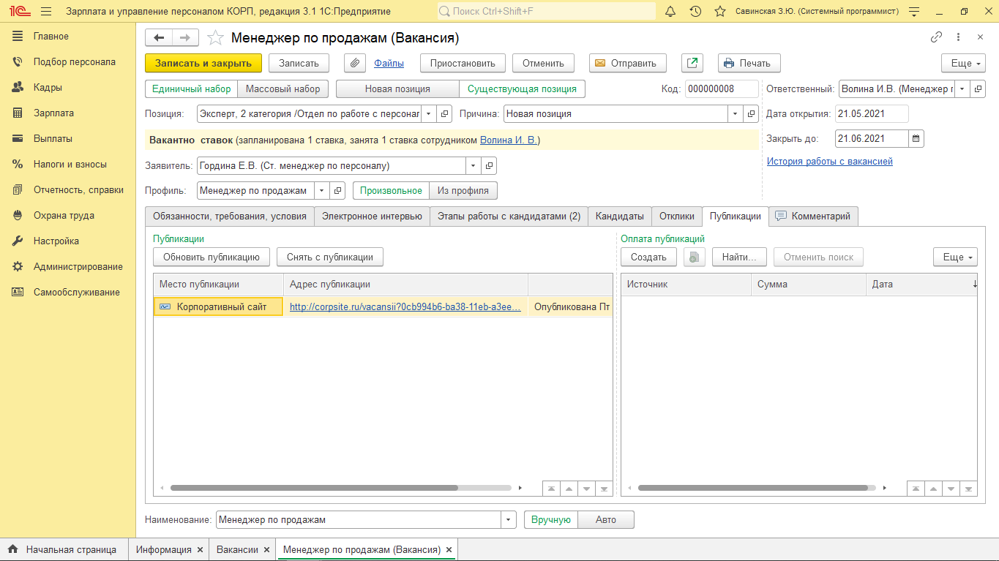 1С Зарплата и управление персоналом КОРП, редакция 3.1 1С:Предприятие Поиск Ctrl+Shift+F Савинская З.Ю. (Системный программист)
Главное
Подбор персонала
Кадры
Зарплата
Выплаты
% Налоги и взносы
Отчетность, справки
Охрана труда
Настройка
Администрирование
Самообслуживание
Менеджер по продажам (Вакансия)
Записать и закрыть Записать Файлы Приостановить Отменить Отправить Печать Еще
Единичный набор Массовый набор Новая позиция Существующая позиция Код: 000000008 Ответственный: Волина И.В. (Менеджер г
Позиция: Эксперт, 2 категория /Отдел по работе с персонал Причина: Новая позиция Дата открытия: 21.05.2021
Вакантно ставок (запланирована 1 ставка, занята 1 ставка сотрудником Волина И. В.) Закрыть до: 21.06.2021
Заявитель: Гордина Е.В. (Ст. менеджер по персоналу) История работы с вакансией
Профиль: Менеджер по продажам Произвольное Из профиля
Обязанности, требования, условия Электронное интервью Этапы работы с кандидатами (2) Кандидаты Отклики Публикации Комментарий
Публикации Оплата публикаций
Обновить публикацию Снять с публикации Создать Найти... Отменить поиск Еще
Место публикации Адрес публикации Источник Сумма Дата
Корпоративный сайт http://corpsite.ru/vacansii?0cb994b6-ba38-11eb-a3ee... Опубликована Пт
Наименование: Менеджер по продажам Вручную Авто
Начальная страница Информация Вакансии Менеджер по продажам (Вакансия)